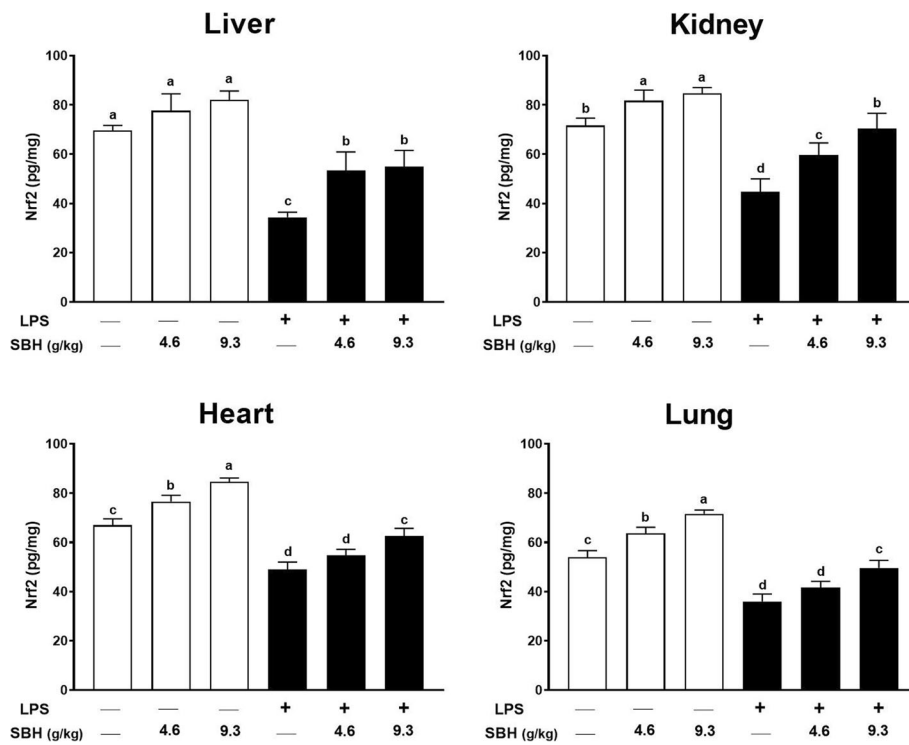 Liver
Nrf2 (pg/mg)
100
80
60
40
20
0
a
a
a
c
b
b
LPS — — — + + +
SBH (g/kg) — 4.6 9.3 — 4.6 9.3
Kidney
Nrf2 (pg/mg)
100
80
60
40
20
0
b
a
a
d
c
b
LPS — — — + + +
SBH (g/kg) — 4.6 9.3 — 4.6 9.3
Heart
Nrf2 (pg/mg)
100
80
60
40
20
0
c
b
a
d
d
c
LPS — — — + + +
SBH (g/kg) — 4.6 9.3 — 4.6 9.3
Lung
Nrf2 (pg/mg)
100
80
60
40
20
0
c
b
a
d
d
c
LPS — — — + + +
SBH (g/kg) — 4.6 9.3 — 4.6 9.3